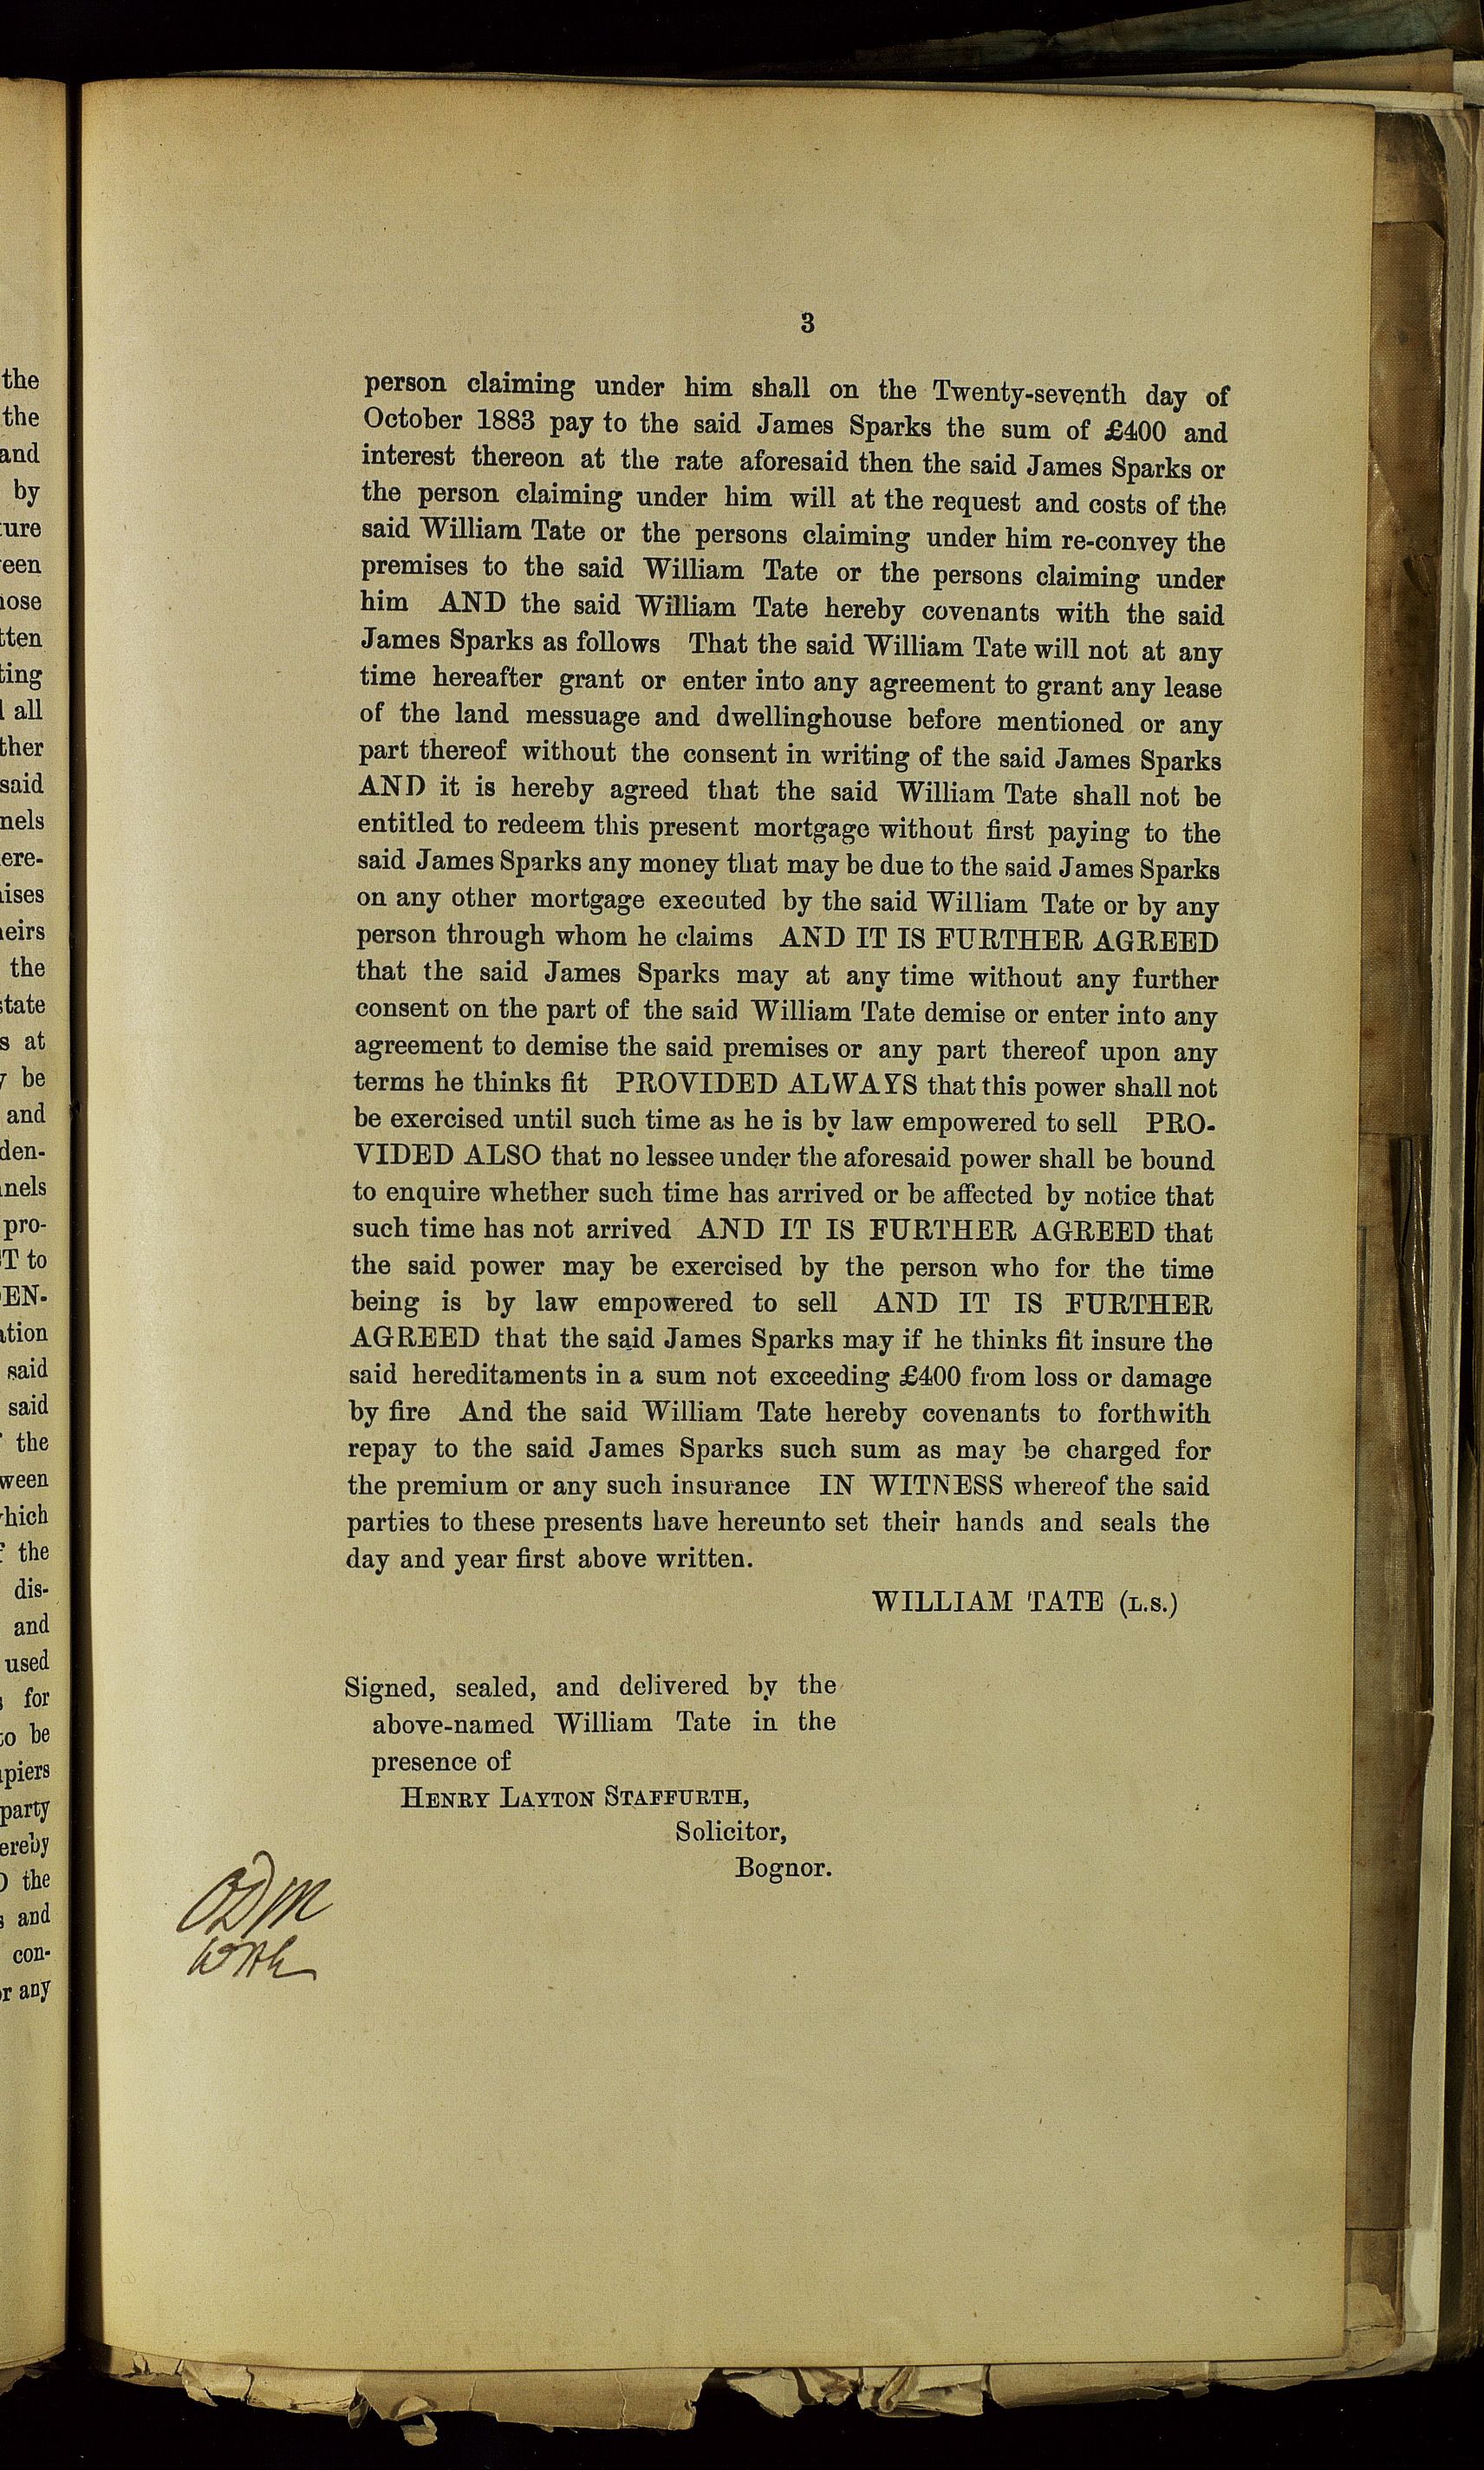 3
person claiming under him shall on the Twenty-seventh day of
October 1883 pay to the said James Sparks the sum of £400 and
interest thereon at the rate aforesaid then the said James Sparks or
the person claiming under him will at the request and costs of the
said William Tate or the persons claiming under him re-convey the
premises to the said William Tate or the persons claiming under
him AND the said William Tate hereby covenants with the said
James Sparks as follows That the said William Tate will not at any
time hereafter grant or enter into any agreement to grant any lease
of the land messuage and dwellinghouse before mentioned or any
part thereof without the consent in writing of the said James Sparks
AND it is hereby agreed that the said William Tate shall not be
entitled to redeem this present mortgage without first paying to the
said James Sparks any money that may be due to the said James Sparks
on any other mortgage executed by the said William Tate or by any
person through whom he claims AND IT IS FURTHER AGREED
that the said James Sparks may at any time without any further
consent on the part of the said William Tate demise or enter into any
agreement to demise the said premises or any part thereof upon any
terms he thinks fit PROVIDED ALWAYS that this power shall not
be exercised until such time as he is by law empowered to sell PRO-
VIDED ALSO that no lessee under the aforesaid power shall be bound
to enquire whether such time has arrived or be affected by notice that
such time has not arrived AND IT IS FURTHER AGREED that
the said power may be exercised by the person who for the time
being is by law empowered to sell AND IT IS FURTHER
AGREED that the said James Sparks may if he thinks fit insure the
said hereditaments in a sum not exceeding £400 from loss or damage
by fire And the said William Tate hereby covenants to forthwith
repay to the said James Sparks such sum as may be charged for
the premium or any such insurance IN WITNESS whereof the said
parties to these presents have hereunto set their hands and seals the
day and year first above written.
WILLIAM TATE (L.S.)
Signed, sealed, and delivered by the
above-named William Tate in the
presence of
HENRY LAYTON STAFFURTH,
Solicitor,
Bognor.